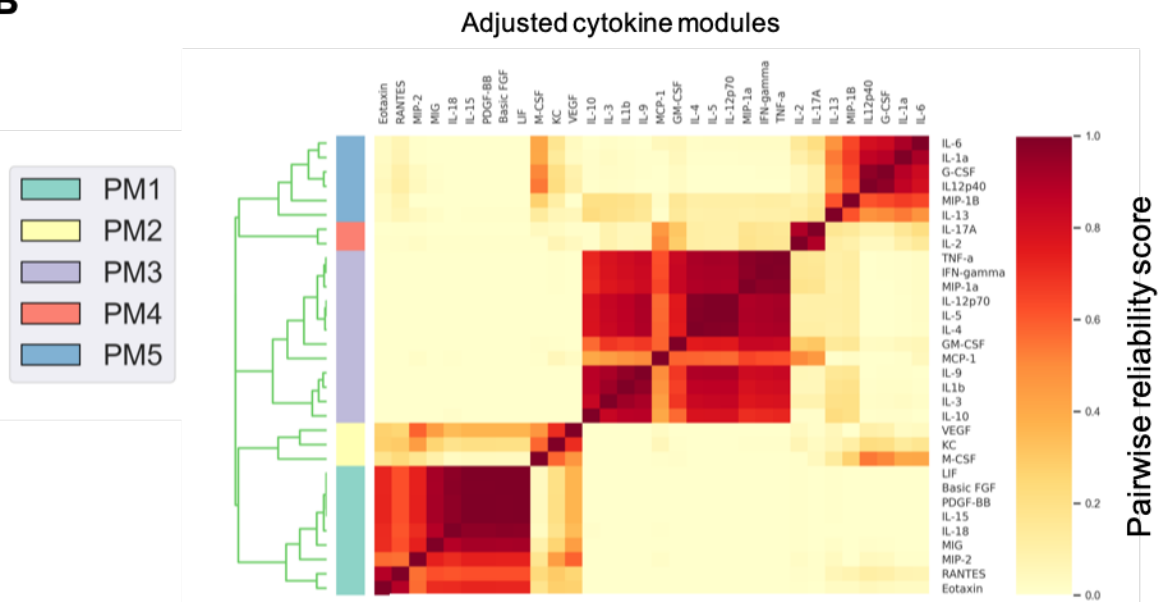 B
Adjusted cytokine modules
Eotaxin
RANTES
MIP-2
MIG
IL-18
IL-15
PDGF-BB
Basic FGF
LIF
M-CSF
KC
VEGF
IL-10
IL-3
IL1b
IL-9
MCP-1
GM-CSF
IL-4
IL-5
IL-12p70
MIP-1a
IFN-gamma
TNF-a
IL-2
IL-17A
IL-13
MIP-1B
IL12p40
G-CSF
IL-1a
IL-6
PM1
PM2
PM3
PM4
PM5
IL-6
IL-1a
G-CSF
IL12p40
MIP-1B
IL-13
IL-17A
IL-2
TNF-a
IFN-gamma
MIP-1a
IL-12p70
IL-5
IL-4
GM-CSF
MCP-1
IL-9
IL1b
IL-3
IL-10
VEGF
KC
M-CSF
LIF
Basic FGF
PDGF-BB
IL-15
IL-18
MIG
MIP-2
RANTES
Eotaxin
1.0
0.8
0.6
0.4
0.2
0.0
Pairwise reliability score